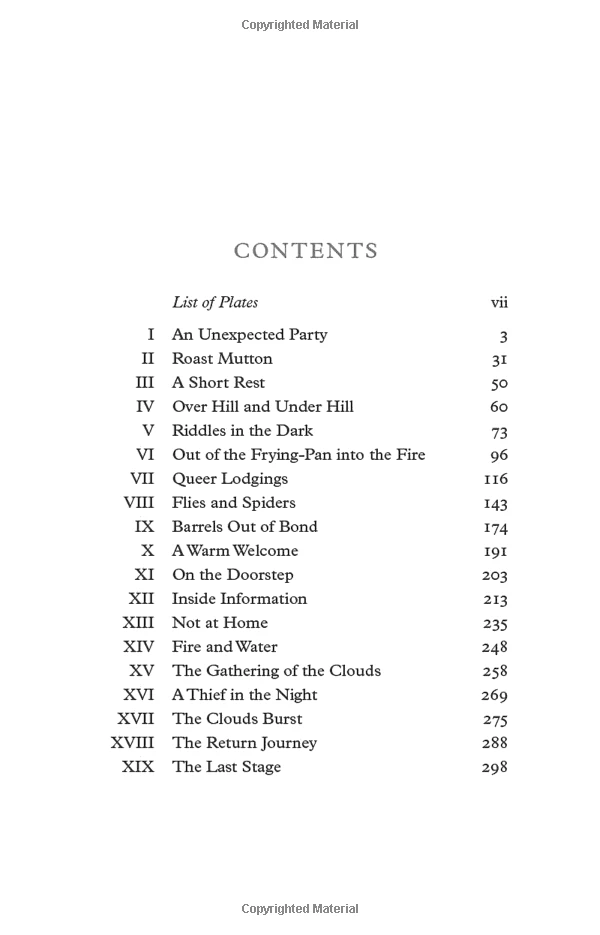 Copyrighted Material
CONTENTS
List of Plates vii
I An Unexpected Party 3
II Roast Mutton 31
III A Short Rest 50
IV Over Hill and Under Hill 60
V Riddles in the Dark 73
VI Out of the Frying-Pan into the Fire 96
VII Queer Lodgings 116
VIII Flies and Spiders 143
IX Barrels Out of Bond 174
X A Warm Welcome 191
XI On the Doorstep 203
XII Inside Information 213
XIII Not at Home 235
XIV Fire and Water 248
XV The Gathering of the Clouds 258
XVI A Thief in the Night 269
XVII The Clouds Burst 275
XVIII The Return Journey 288
XIX The Last Stage 298
Copyrighted Material